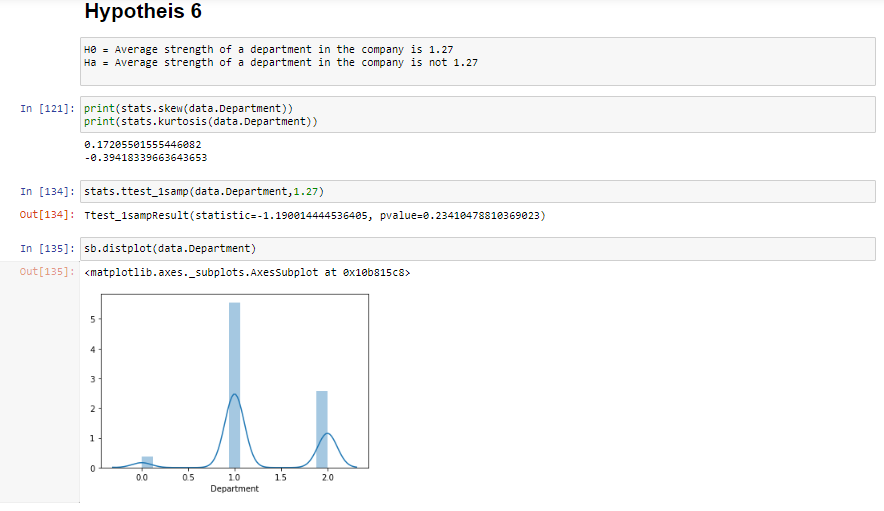 Hypotheis 6
H0 = Average strength of a department in the company is 1.27
Ha = Average strength of a department in the company is not 1.27
In [121]: print(stats.skew(data.Department))
print(stats.kurtosis(data.Department))
0.17205501555446082
-0.39418339663643653
In [134]: stats.ttest_1samp(data.Department,1.27)
Out[134]: Ttest_1sampResult(statistic=-1.190014444536405, pvalue=0.23410478810369023)
In [135]: sb.distplot(data.Department)
Out[135]: <matplotlib.axes._subplots.AxesSubplot at 0x10b815c8>
5
4
3
2
1
0
0.0 0.5 1.0 1.5 2.0
Department